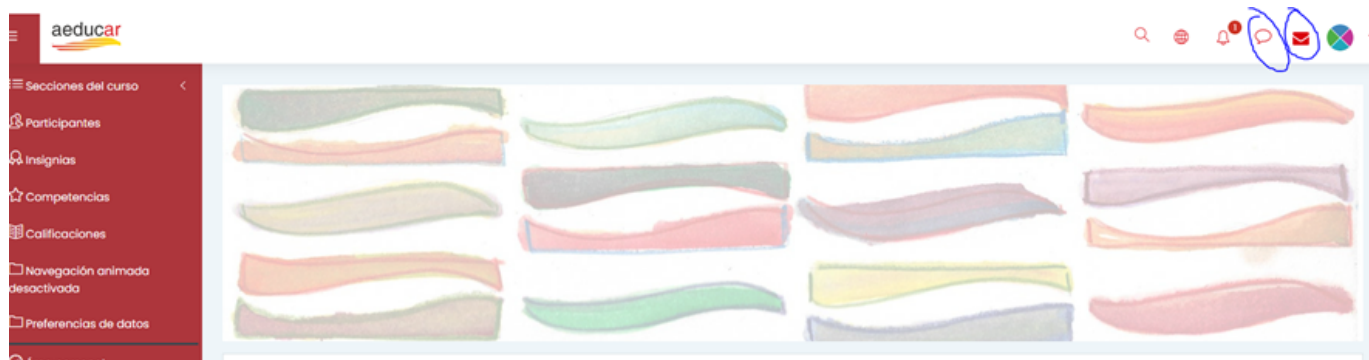 aeducar
1
Secciones del curso
Participantes
Insignias
Competencias
Calificaciones
Navegación animada
desactivada
Preferencias de datos